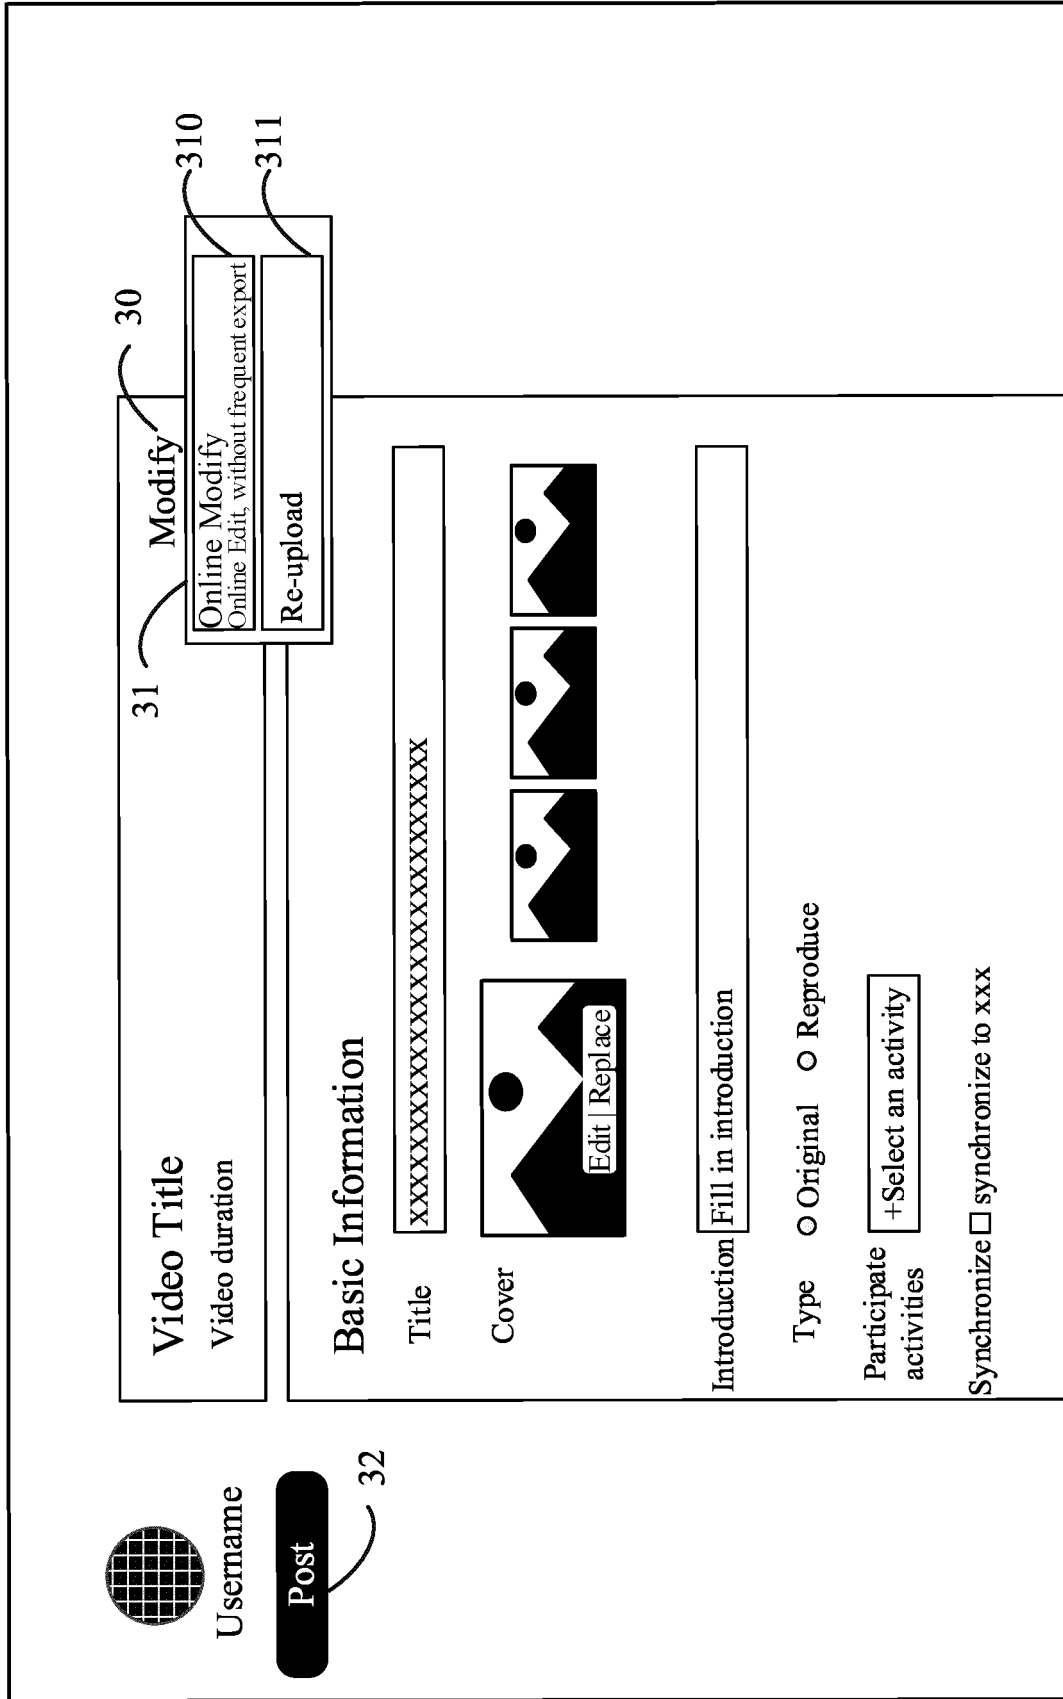 Username
Post
32
Video Title
Video duration
Modify
30
31
Online Modify
Online Edit, without frequent export
310
Re-upload
311
Basic Information
Title
xxxxxxxxxxxxxxxxxxxxxxxxxxxxxx
Cover
Edit | Replace
Introduction
Fill in introduction
Type
Original
Reproduce
Participate
activities
+Select an activity
Synchronize
synchronize to xxx